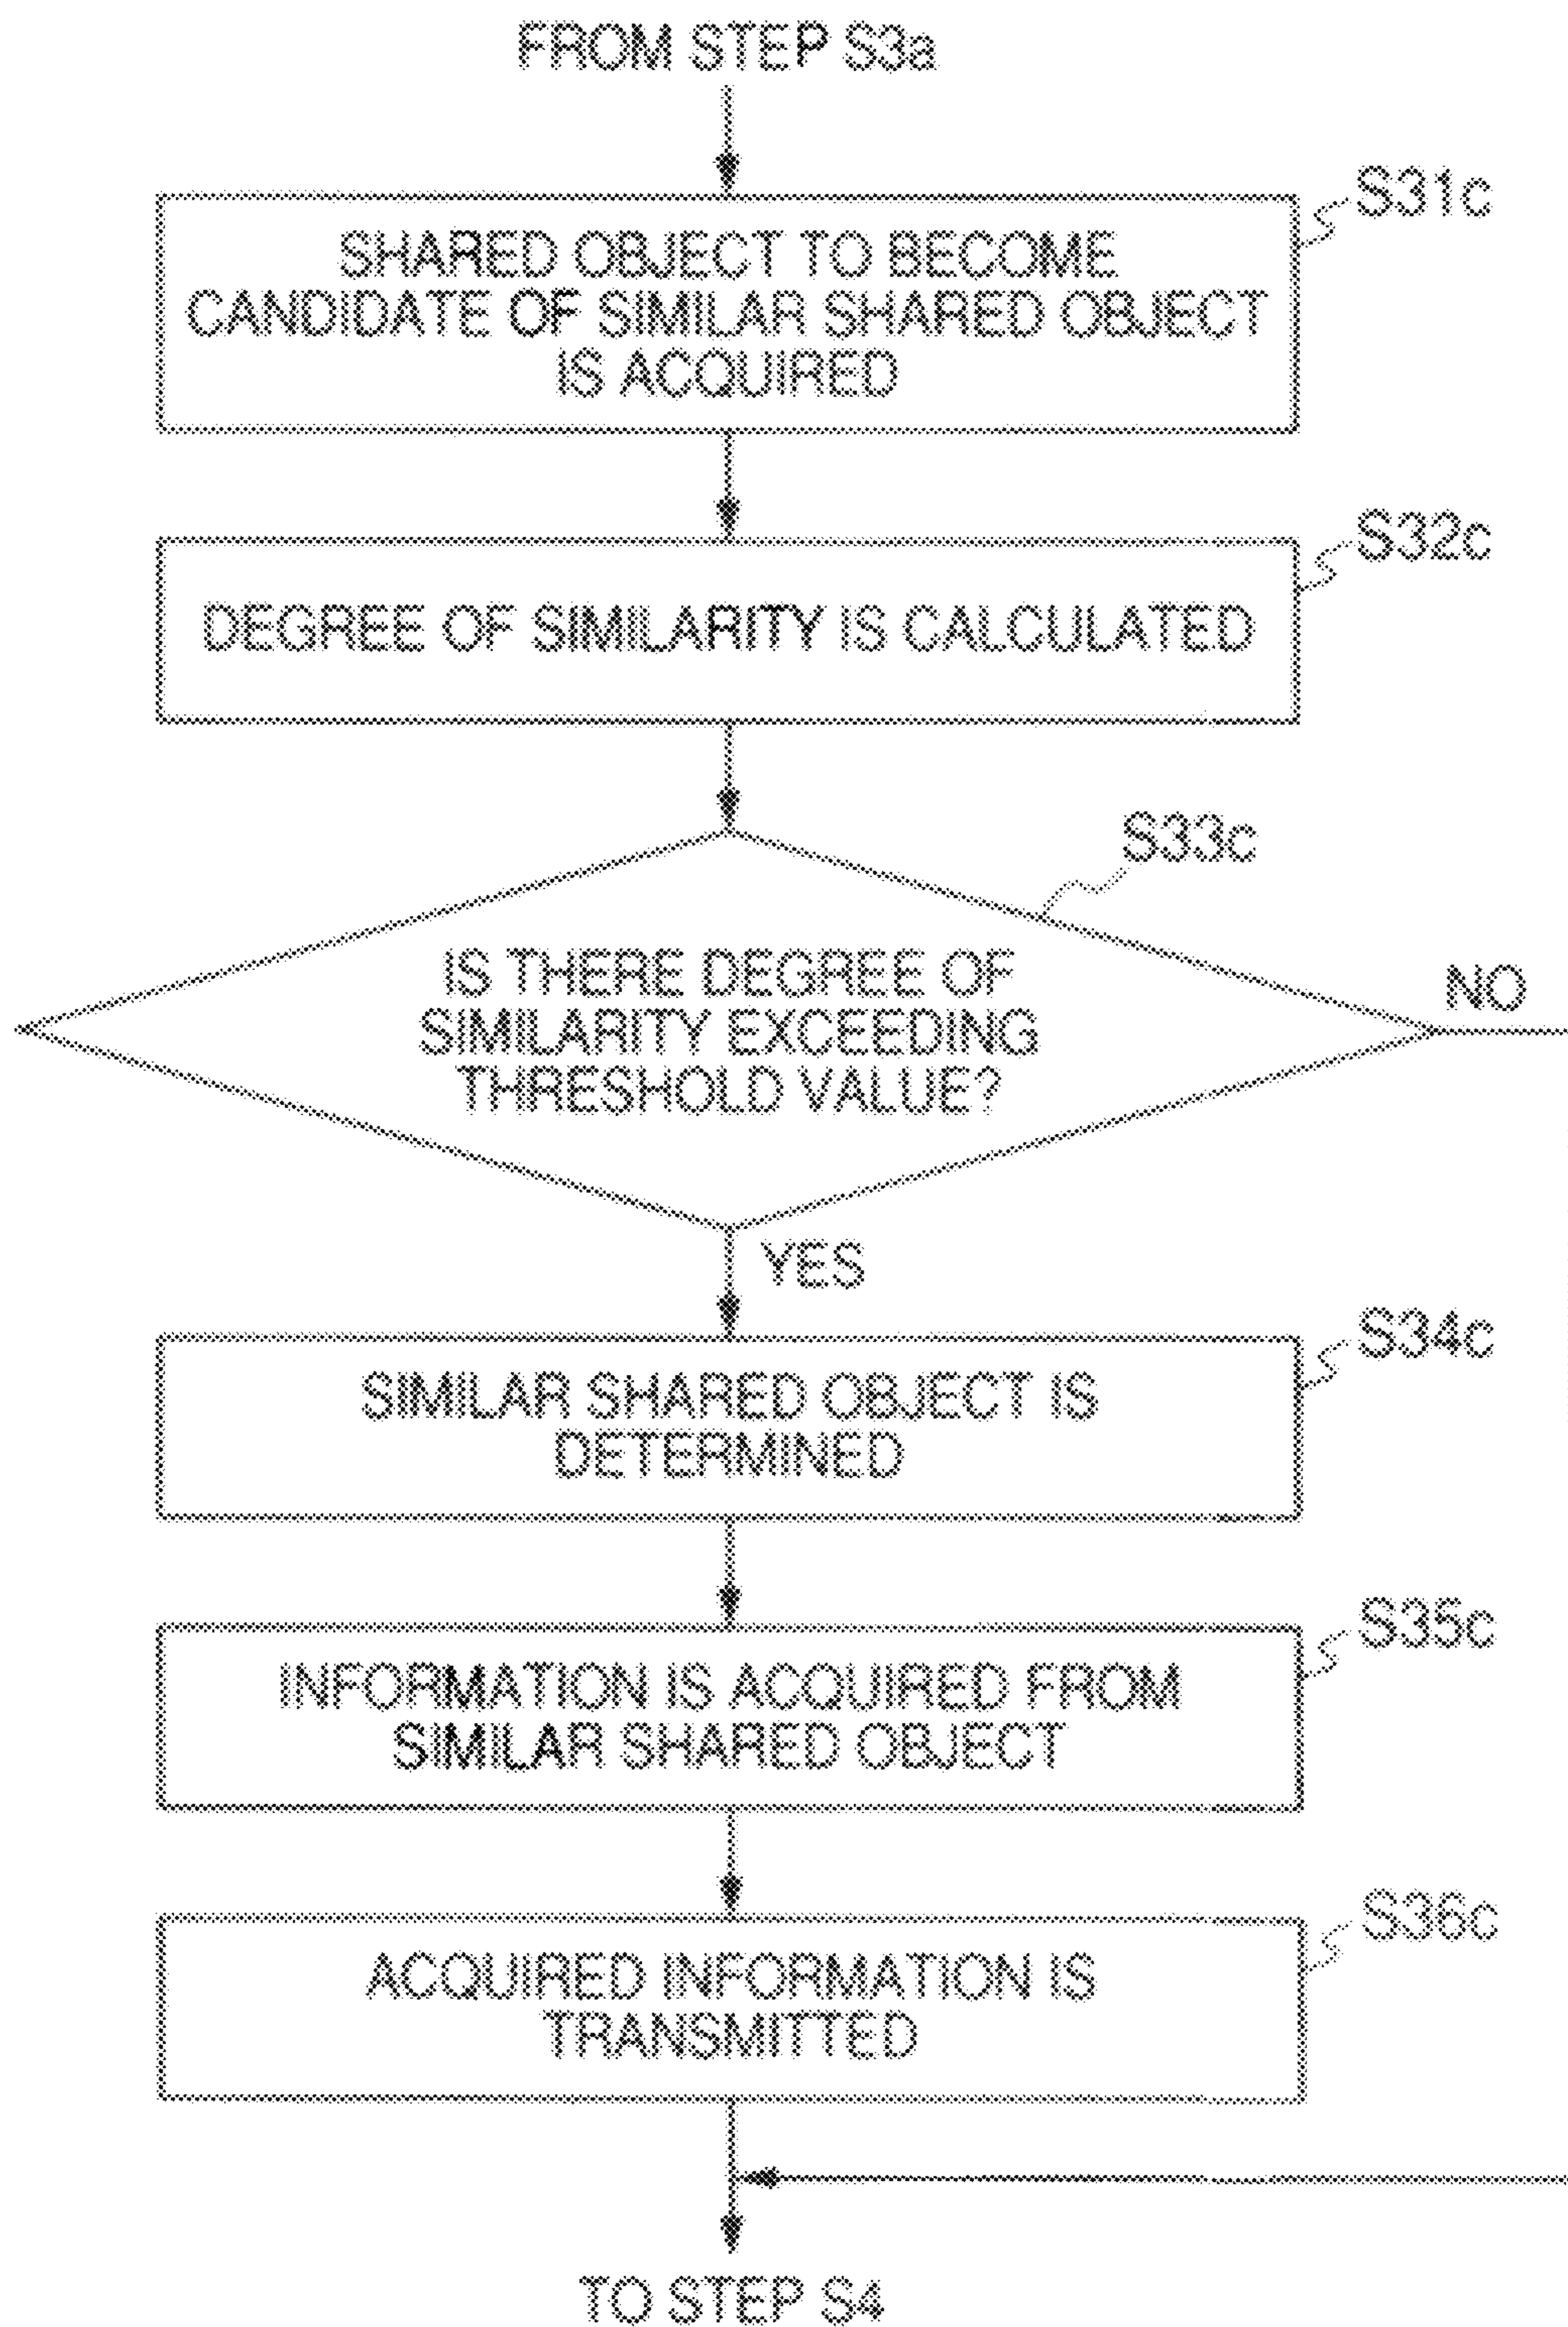 FROM STEP S3a
S31c
SHARED OBJECT TO BECOME
CANDIDATE OF SIMILAR SHARED OBJECT
IS ACQUIRED
S32c
DEGREE OF SIMILARITY IS CALCULATED
S33c
IS THERE DEGREE OF
SIMILARITY EXCEEDING
THRESHOLD VALUE?
NO
YES
S34c
SIMILAR SHARED OBJECT IS
DETERMINED
S35c
INFORMATION IS ACQUIRED FROM
SIMILAR SHARED OBJECT
S36c
ACQUIRED INFORMATION IS
TRANSMITTED
TO STEP S4